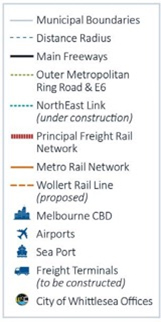 Municipal Boundaries
Distance Radius
Main Freeways
Outer Metropolitan
Ring Road & E6
NorthEast Link
(under construction)
Principal Freight Rail
Network
Metro Rail Network
Wollert Rail Line
(proposed)
Melbourne CBD
Airports
Sea Port
Freight Terminals
(to be constructed)
City of Whittlesea Offices